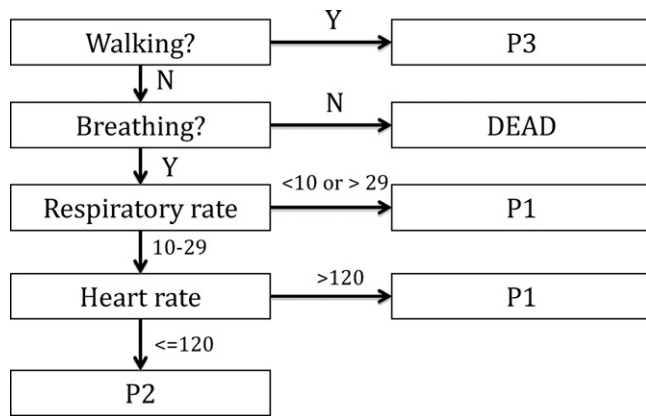 Walking?
Y
P3
N
Breathing?
N
DEAD
Y
Respiratory rate
<10 or > 29
P1
10-29
Heart rate
>120
P1
<=120
P2